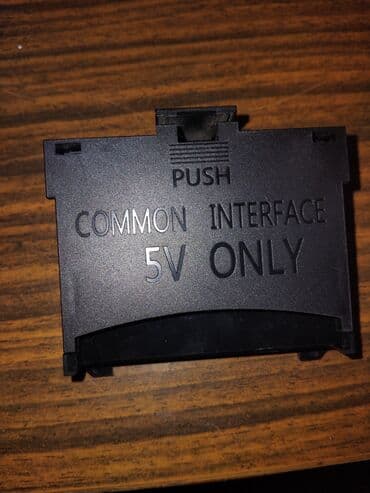 PUSH
COMMON INTERFACE
5V ONLY